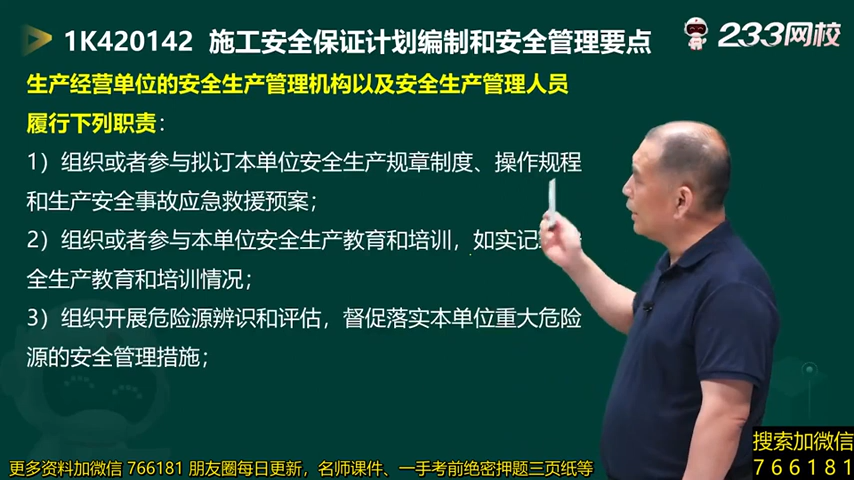 1K420142 施工安全保证计划编制和安全管理要点
233网校
生产经营单位的安全生产管理机构以及安全生产管理人员
履行下列职责：
1）组织或者参与拟订本单位安全生产规章制度、操作规程
和生产安全事故应急救援预案；
2）组织或者参与本单位安全生产教育和培训，如实记
全生产教育和培训情况；
3）组织开展危险源辨识和评估，督促落实本单位重大危险
源的安全管理措施；
搜索加微信
766181
更多资料加微信 766181 朋友圈每日更新，名师课件、一手考前绝密押题三页纸等